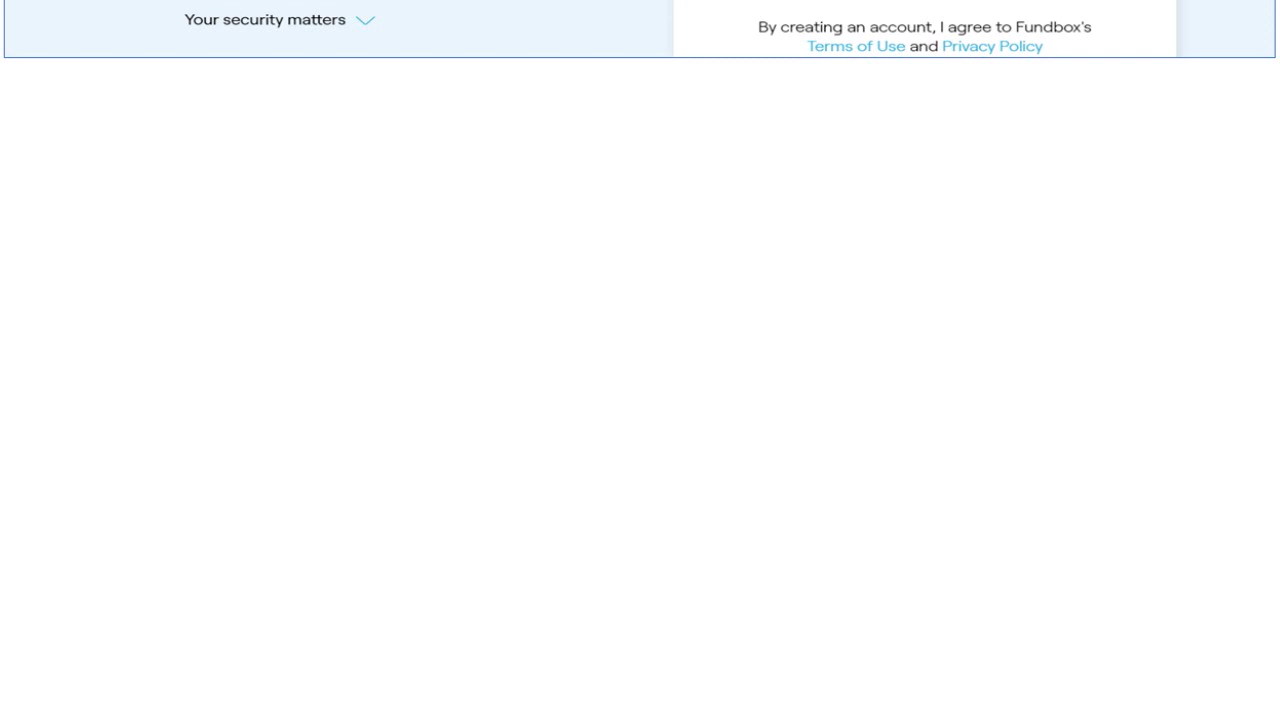 Your security matters
By creating an account, I agree to Fundbox's
Terms of Use and Privacy Policy